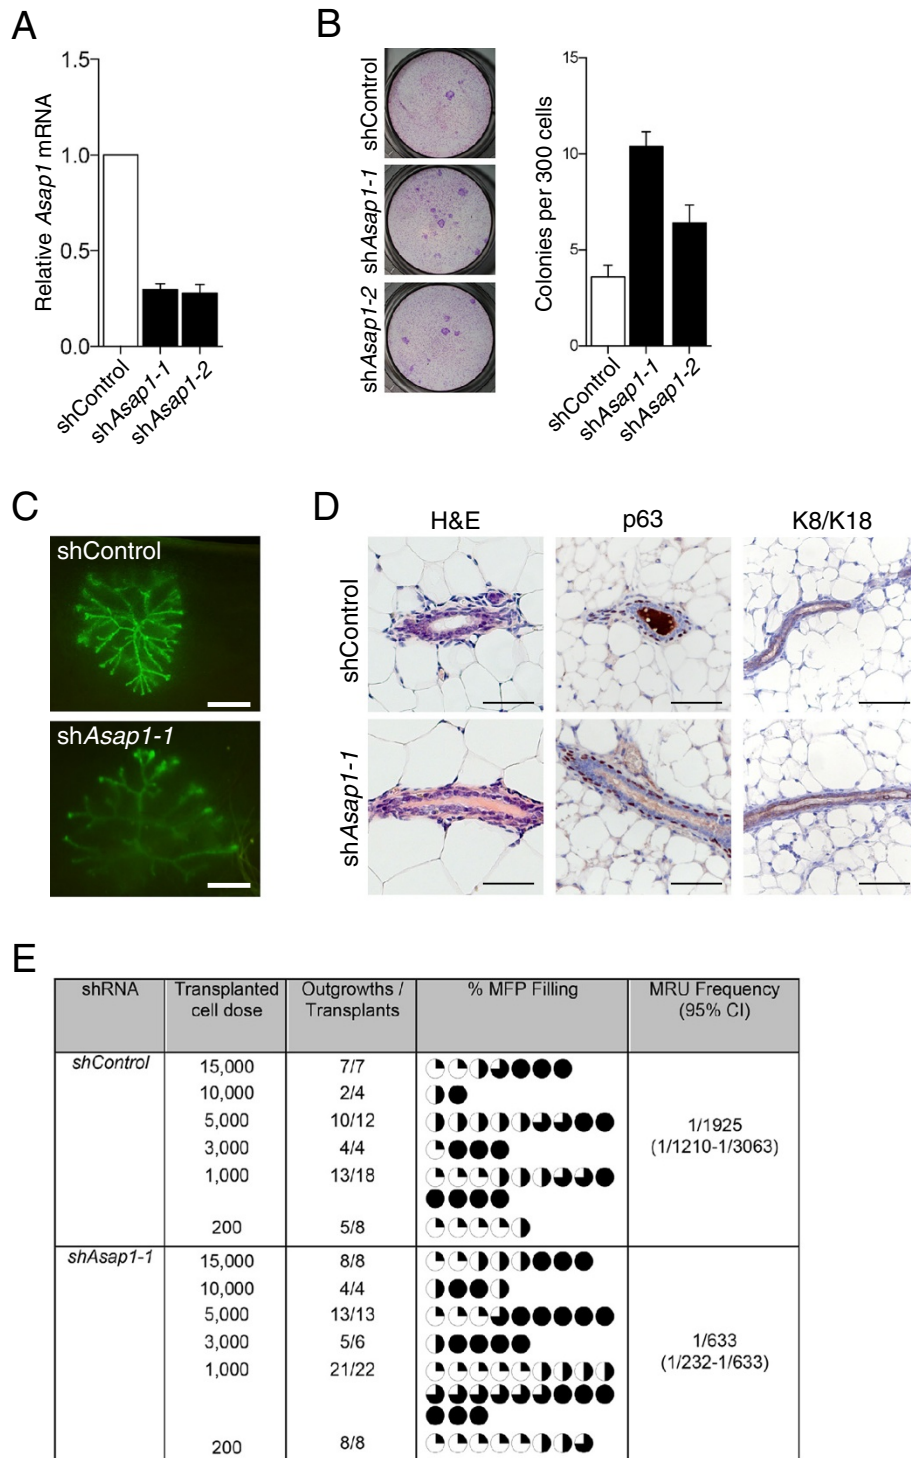 A
Relative Asap1 mRNA
1.5
1.0
0.5
0.0
shControl
shAsap1-1
shAsap1-2
B
shControl
shAsap1-1
shAsap1-2
Colonies per 300 cells
15
10
5
0
shControl
shAsap1-1
shAsap1-2
C
shControl
shAsap1-1
D
H&E
p63
K8/K18
shControl
shAsap1-1
E
shRNA
Transplanted
cell dose
Outgrowths /
Transplants
% MFP Filling
MRU Frequency
(95% CI)
shControl
15,000
7/7
10,000
2/4
5,000
10/12
3,000
4/4
1,000
13/18
200
5/8
1/1925
(1/1210-1/3063)
shAsap1-1
15,000
8/8
10,000
4/4
5,000
13/13
3,000
5/6
1,000
21/22
200
8/8
1/633
(1/232-1/633)